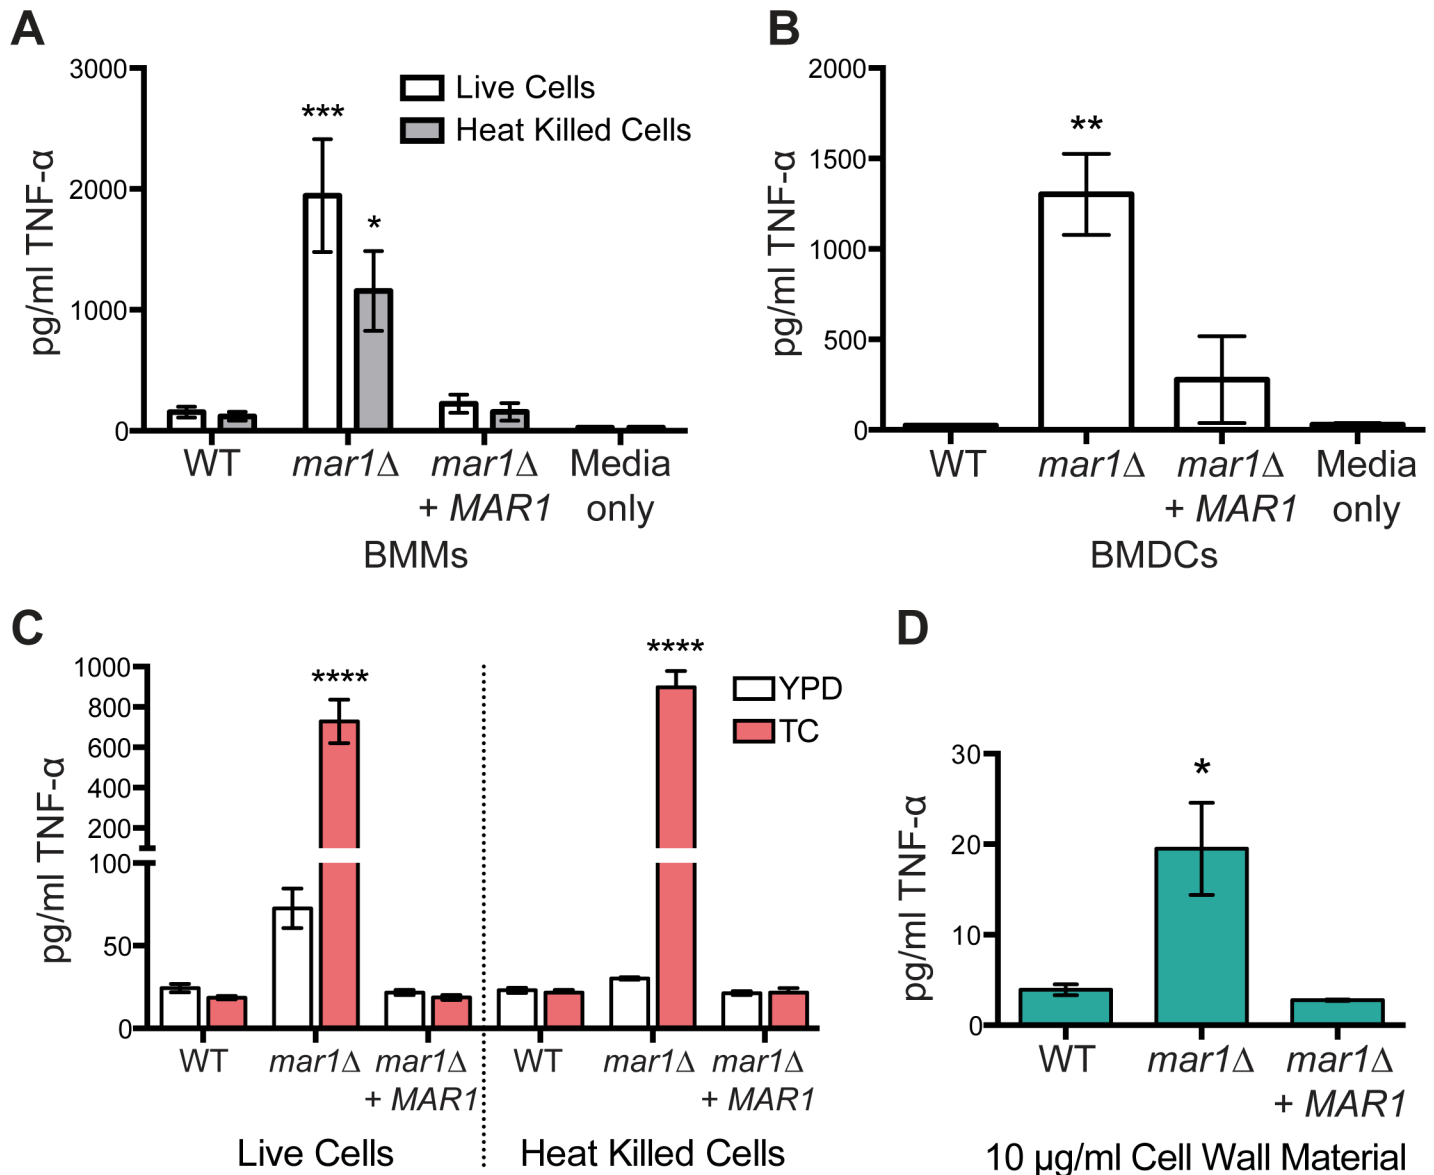 A
3000
2000
1000
0
pg/ml TNF-α
***
*
Live Cells
Heat Killed Cells
WT
mar1Δ
mar1Δ
+ MAR1
Media
only
BMMs
B
2000
1500
1000
500
0
pg/ml TNF-α
**
WT
mar1Δ
mar1Δ
+ MAR1
Media
only
BMDCs
C
1000
800
600
400
200
100
50
0
pg/ml TNF-α
****
****
YPD
TC
WT
mar1Δ
mar1Δ
+ MAR1
WT
mar1Δ
mar1Δ
+ MAR1
Live Cells
Heat Killed Cells
D
30
20
10
0
pg/ml TNF-α
*
WT
mar1Δ
mar1Δ
+ MAR1
10 μg/ml Cell Wall Material